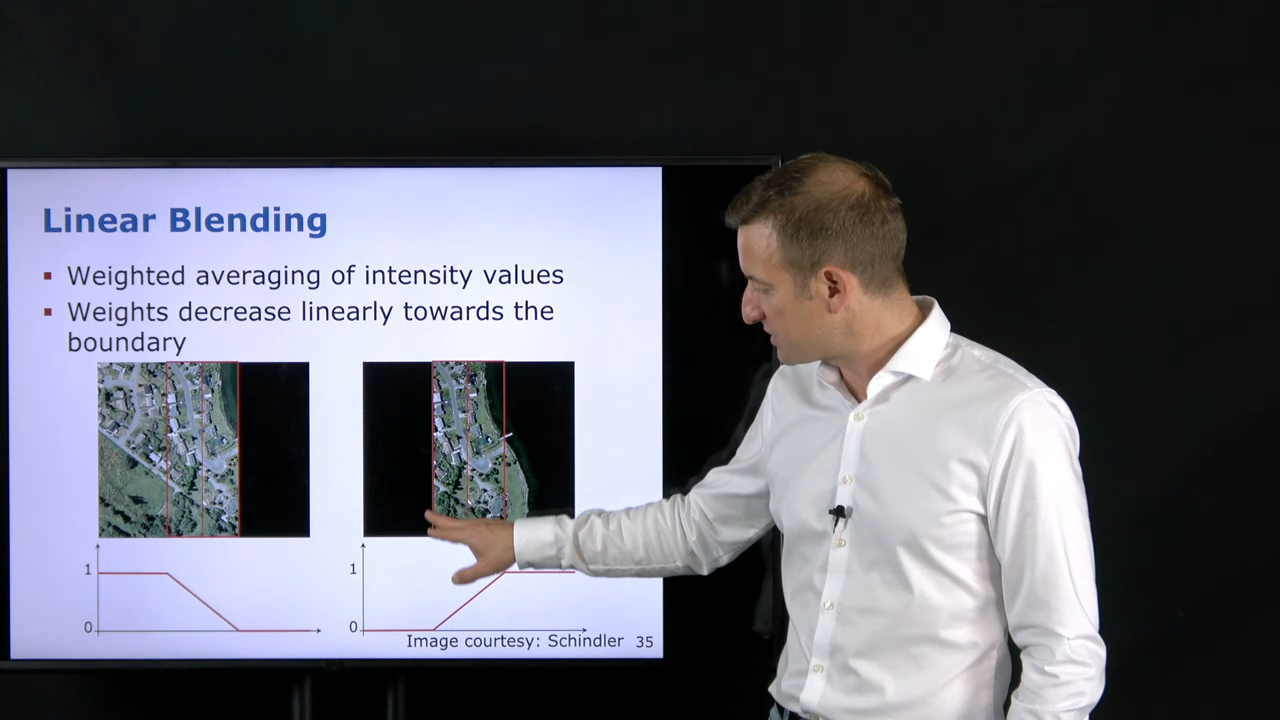 Linear Blending
▪ Weighted averaging of intensity values
▪ Weights decrease linearly towards the
boundary
1
0
1
0
Image courtesy: Schindler 35